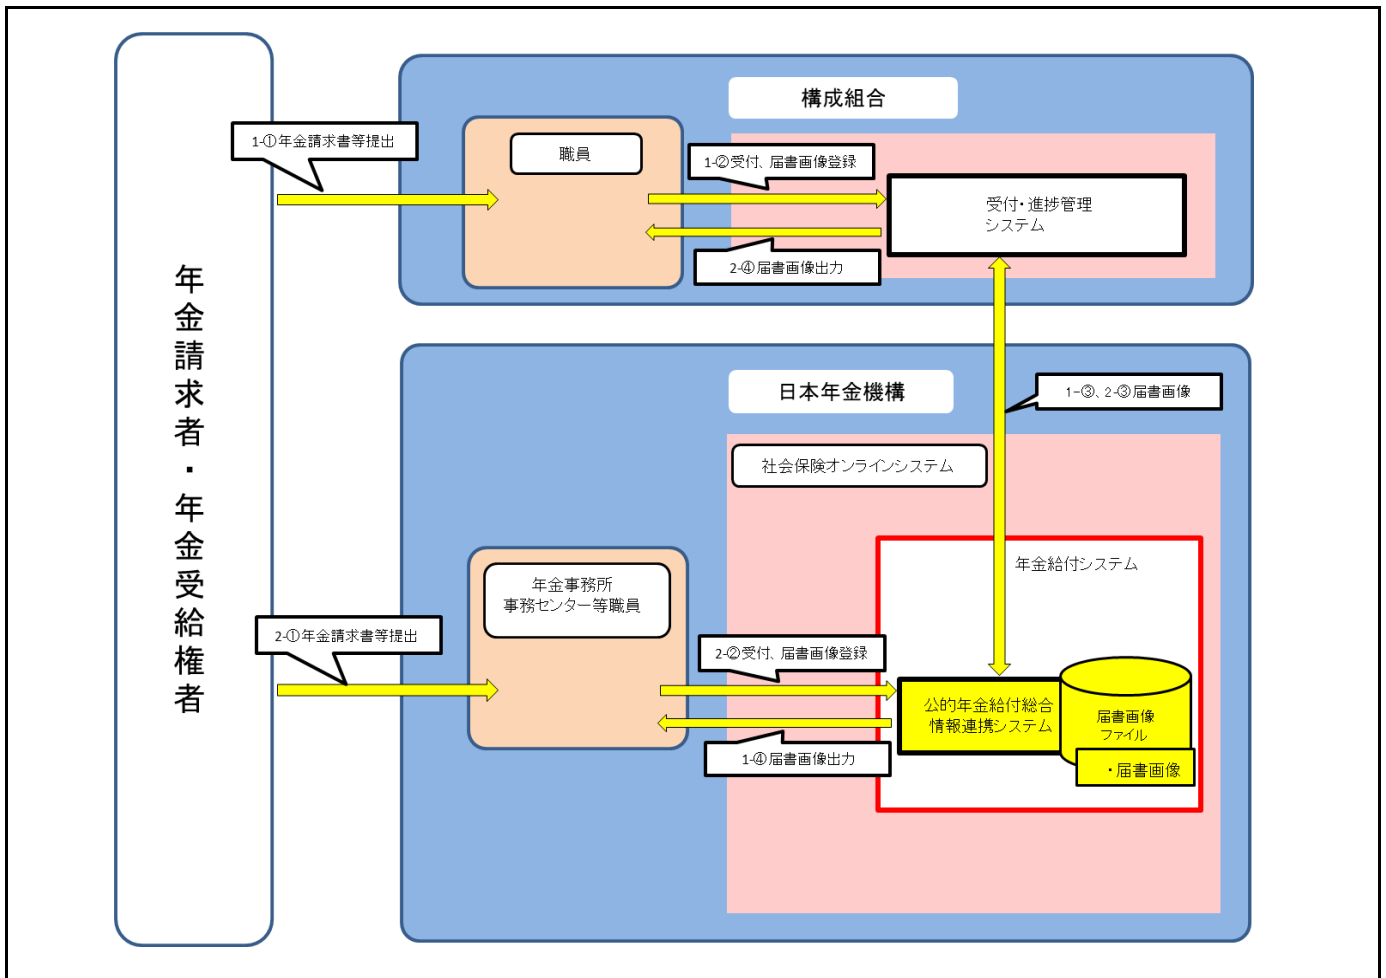 年金請求者・年金受給権者
構成組合
1-①年金請求書等提出
職員
1-②受付、届書画像登録
受付・進捗管理
システム
2-④届書画像出力
日本年金機構
1-③、2-③届書画像
社会保険オンラインシステム
年金給付システム
年金事務所
事務センター等職員
2-①年金請求書等提出
2-②受付、届書画像登録
公的年金給付総合
情報連携システム
届書画像
ファイル
・届書画像
1-④届書画像出力